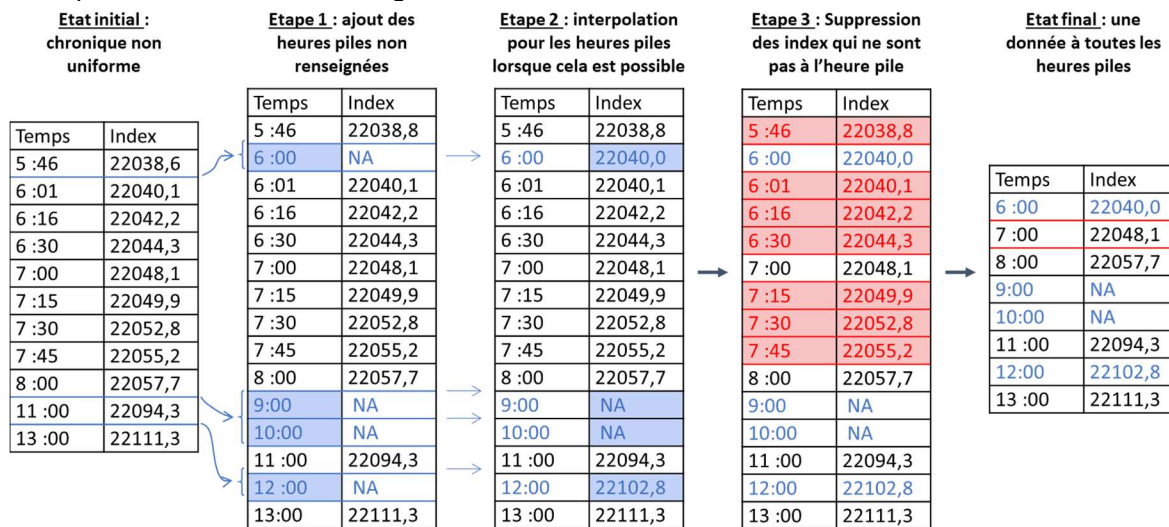 Etat initial :
chronique non
uniforme
Temps Index
5 :46 22038,6
6 :01 22040,1
6 :16 22042,2
6 :30 22044,3
7 :00 22048,1
7 :15 22049,9
7 :30 22052,8
7 :45 22055,2
8 :00 22057,7
11 :00 22094,3
13 :00 22111,3
Etape 1 : ajout des
heures piles non
renseignées
Temps Index
5 :46 22038,8
6 :00 NA
6 :01 22040,1
6 :16 22042,2
6 :30 22044,3
7 :00 22048,1
7 :15 22049,9
7 :30 22052,8
7 :45 22055,2
8 :00 22057,7
9:00 NA
10:00 NA
11 :00 22094,3
12 :00 NA
13:00 22111,3
Etape 2 : interpolation
pour les heures piles
lorsque cela est possible
Temps Index
5 :46 22038,8
6 :00 22040,0
6 :01 22040,1
6 :16 22042,2
6 :30 22044,3
7 :00 22048,1
7 :15 22049,9
7 :30 22052,8
7 :45 22055,2
8 :00 22057,7
9:00 NA
10:00 NA
11 :00 22094,3
12:00 22102,8
13 :00 22111,3
Etape 3 : Suppression
des index qui ne sont
pas à l’heure pile
Temps Index
5 :46 22038,8
6 :00 22040,0
6 :01 22040,1
6 :16 22042,2
6 :30 22044,3
7 :00 22048,1
7 :15 22049,9
7 :30 22052,8
7 :45 22055,2
8 :00 22057,7
9:00 NA
10:00 NA
11 :00 22094,3
12:00 22102,8
13 :00 22111,3
Etat final : une
donnée à toutes les
heures piles
Temps Index
6 :00 22040,0
7 :00 22048,1
8 :00 22057,7
9:00 NA
10:00 NA
11 :00 22094,3
12:00 22102,8
13 :00 22111,3